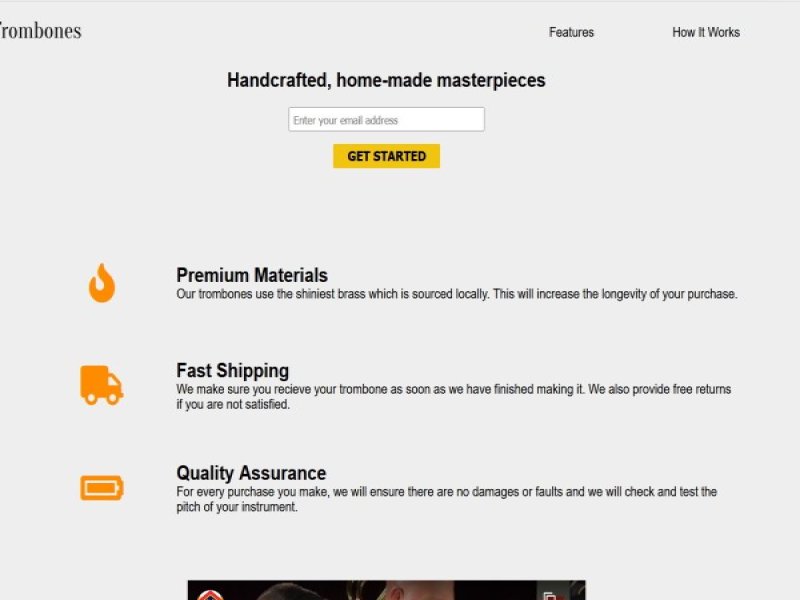 Trombones
Features
How It Works
Handcrafted, home-made masterpieces
Enter your email address
GET STARTED
Premium Materials
Our trombones use the shiniest brass which is sourced locally. This will increase the longevity of your purchase.
Fast Shipping
We make sure you recieve your trombone as soon as we have finished making it. We also provide free returns
if you are not satisfied.
Quality Assurance
For every purchase you make, we will ensure there are no damages or faults and we will check and test the
pitch of your instrument.